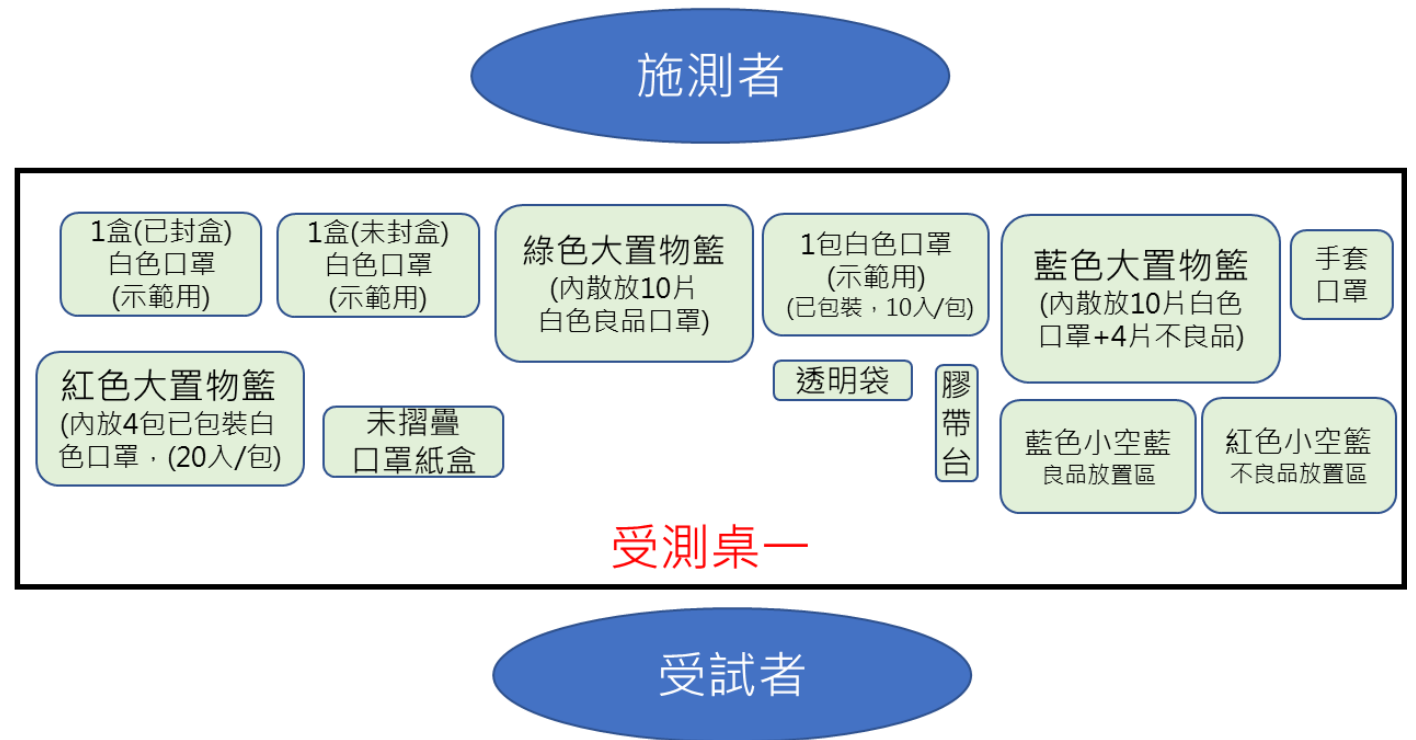 施測者
1盒(已封盒)
白色口罩
(示範用)
1盒(未封盒)
白色口罩
(示範用)
綠色大置物籃
(內散放10片
白色良品口罩)
1包白色口罩
(示範用)
(已包裝，10入/包)
藍色大置物籃
(內散放10片白色
口罩+4片不良品)
手套
口罩
紅色大置物籃
(內放4包已包裝白
色口罩，(20入/包)
未摺疊
口罩紙盒
透明袋
膠
帶
台
藍色小空藍
良品放置區
紅色小空籃
不良品放置區
受測桌一
受試者